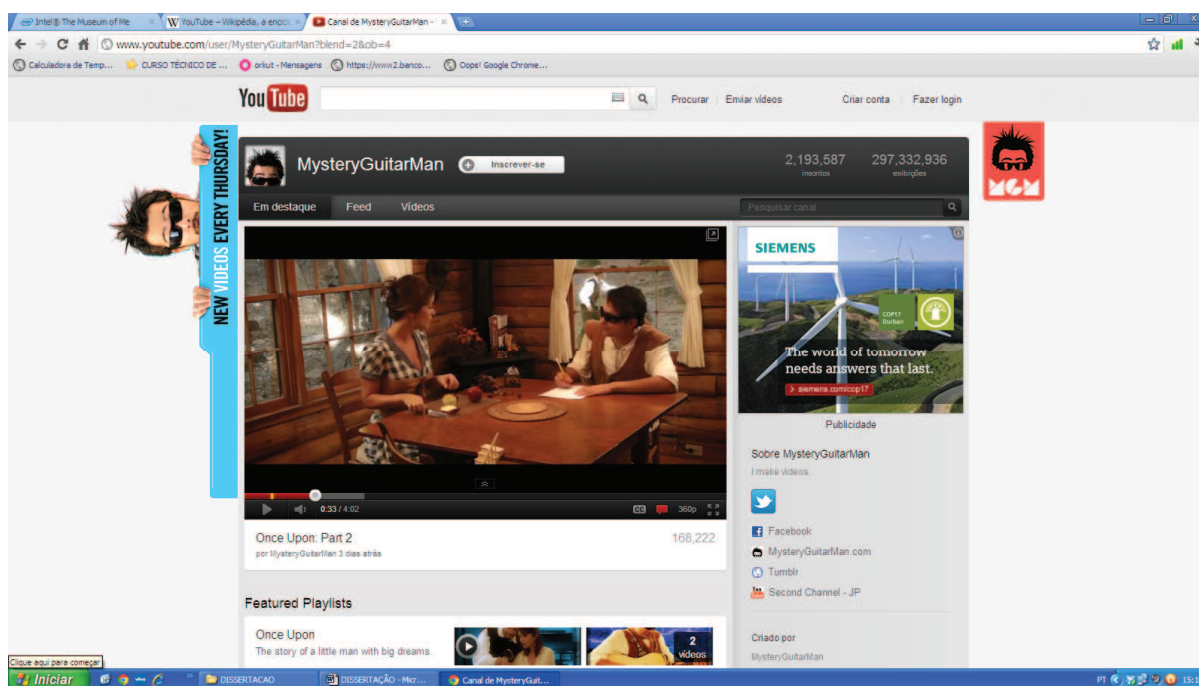 Intel® The Museum of Me
YouTube – Wikipédia, a encicl
Canal de MysteryGuitarMan -
www.youtube.com/user/MysteryGuitarMan?blend=2&ob=4
Calculadora de Temp...
CURSO TÉCNICO DE ...
orkut - Mensagens
https://www2.banco...
Oops! Google Chrome...
YouTube
Procurar
Enviar vídeos
Criar conta
Fazer login
NEW VIDEOS EVERY THURSDAY!
MysteryGuitarMan
Inscrever-se
2,193,587
inscritos
297,332,936
exibições
MGM
Em destaque
Feed
Vídeos
Pesquisar canal
SIEMENS
COP17
Durban
The world of tomorrow
needs answers that last.
> siemens.com/cop17
Publicidade
0:33 / 4:02
CC
360p
Once Upon: Part 2
168,222
por MysteryGuitarMan 3 dias atrás
Sobre MysteryGuitarMan
I make videos.
Facebook
MysteryGuitarMan.com
Tumblr
Second Channel - JP
Featured Playlists
Once Upon
The story of a little man with big dreams.
2
vídeos
Criado por
MysteryGuitarMan
Clique aqui para começar
Iniciar
DISSERTACAO
DISSERTAÇÃO - Micr...
Canal de MysteryGuit...
PT